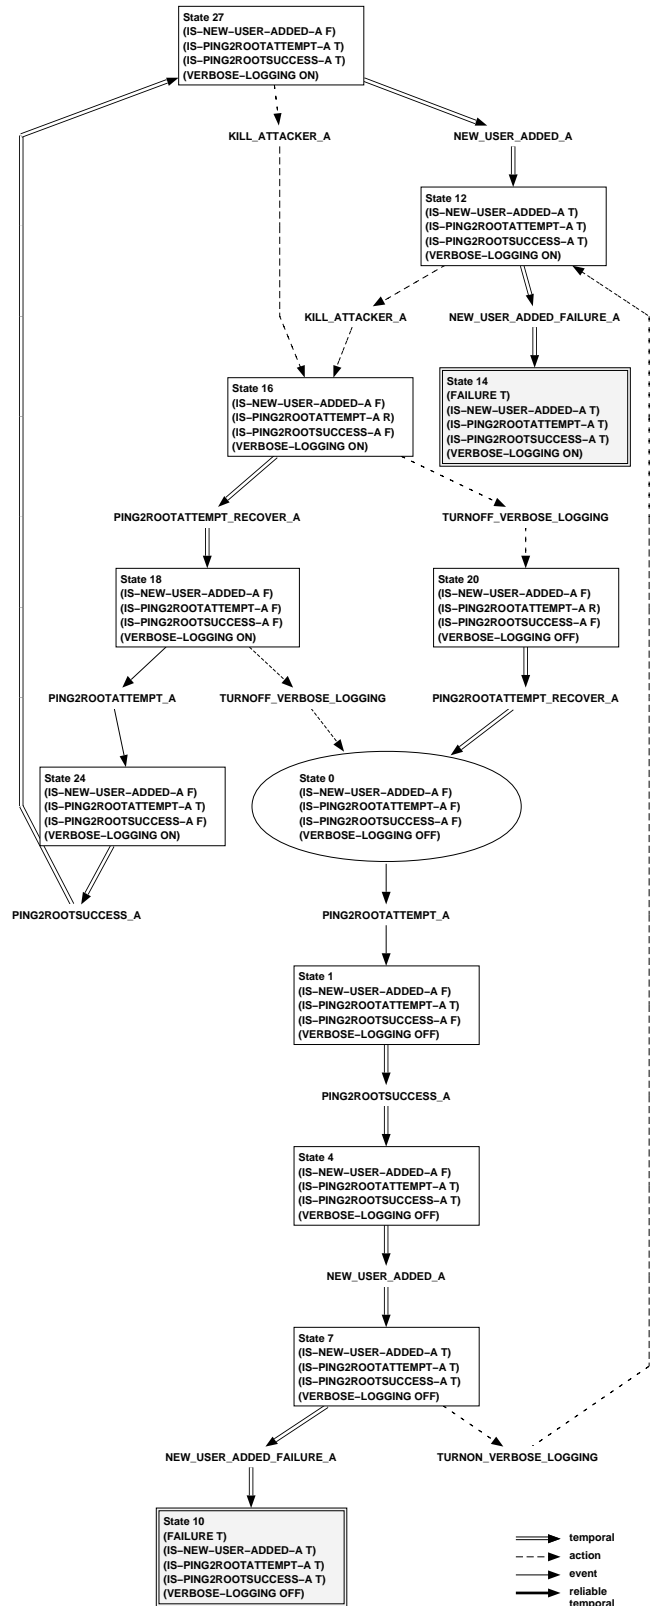 State 27
(IS−NEW−USER−ADDED−A F)
(IS−PING2ROOTATTEMPT−A T)
(IS−PING2ROOTSUCCESS−A T)
(VERBOSE−LOGGING ON)
KILL_ATTACKER_A
NEW_USER_ADDED_A
State 12
(IS−NEW−USER−ADDED−A T)
(IS−PING2ROOTATTEMPT−A T)
(IS−PING2ROOTSUCCESS−A T)
(VERBOSE−LOGGING ON)
KILL_ATTACKER_A
NEW_USER_ADDED_FAILURE_A
State 16
(IS−NEW−USER−ADDED−A F)
(IS−PING2ROOTATTEMPT−A R)
(IS−PING2ROOTSUCCESS−A F)
(VERBOSE−LOGGING ON)
State 14
(FAILURE T)
(IS−NEW−USER−ADDED−A T)
(IS−PING2ROOTATTEMPT−A T)
(IS−PING2ROOTSUCCESS−A T)
(VERBOSE−LOGGING ON)
PING2ROOTATTEMPT_RECOVER_A
TURNOFF_VERBOSE_LOGGING
State 18
(IS−NEW−USER−ADDED−A F)
(IS−PING2ROOTATTEMPT−A F)
(IS−PING2ROOTSUCCESS−A F)
(VERBOSE−LOGGING ON)
State 20
(IS−NEW−USER−ADDED−A F)
(IS−PING2ROOTATTEMPT−A R)
(IS−PING2ROOTSUCCESS−A F)
(VERBOSE−LOGGING OFF)
PING2ROOTATTEMPT_A
TURNOFF_VERBOSE_LOGGING
PING2ROOTATTEMPT_RECOVER_A
State 24
(IS−NEW−USER−ADDED−A F)
(IS−PING2ROOTATTEMPT−A T)
(IS−PING2ROOTSUCCESS−A F)
(VERBOSE−LOGGING ON)
State 0
(IS−NEW−USER−ADDED−A F)
(IS−PING2ROOTATTEMPT−A F)
(IS−PING2ROOTSUCCESS−A F)
(VERBOSE−LOGGING OFF)
PING2ROOTSUCCESS_A
PING2ROOTATTEMPT_A
State 1
(IS−NEW−USER−ADDED−A F)
(IS−PING2ROOTATTEMPT−A T)
(IS−PING2ROOTSUCCESS−A F)
(VERBOSE−LOGGING OFF)
PING2ROOTSUCCESS_A
State 4
(IS−NEW−USER−ADDED−A F)
(IS−PING2ROOTATTEMPT−A T)
(IS−PING2ROOTSUCCESS−A T)
(VERBOSE−LOGGING OFF)
NEW_USER_ADDED_A
State 7
(IS−NEW−USER−ADDED−A T)
(IS−PING2ROOTATTEMPT−A T)
(IS−PING2ROOTSUCCESS−A T)
(VERBOSE−LOGGING OFF)
NEW_USER_ADDED_FAILURE_A
TURNON_VERBOSE_LOGGING
State 10
(FAILURE T)
(IS−NEW−USER−ADDED−A T)
(IS−PING2ROOTATTEMPT−A T)
(IS−PING2ROOTSUCCESS−A T)
(VERBOSE−LOGGING OFF)
temporal
action
event
reliable
temporal